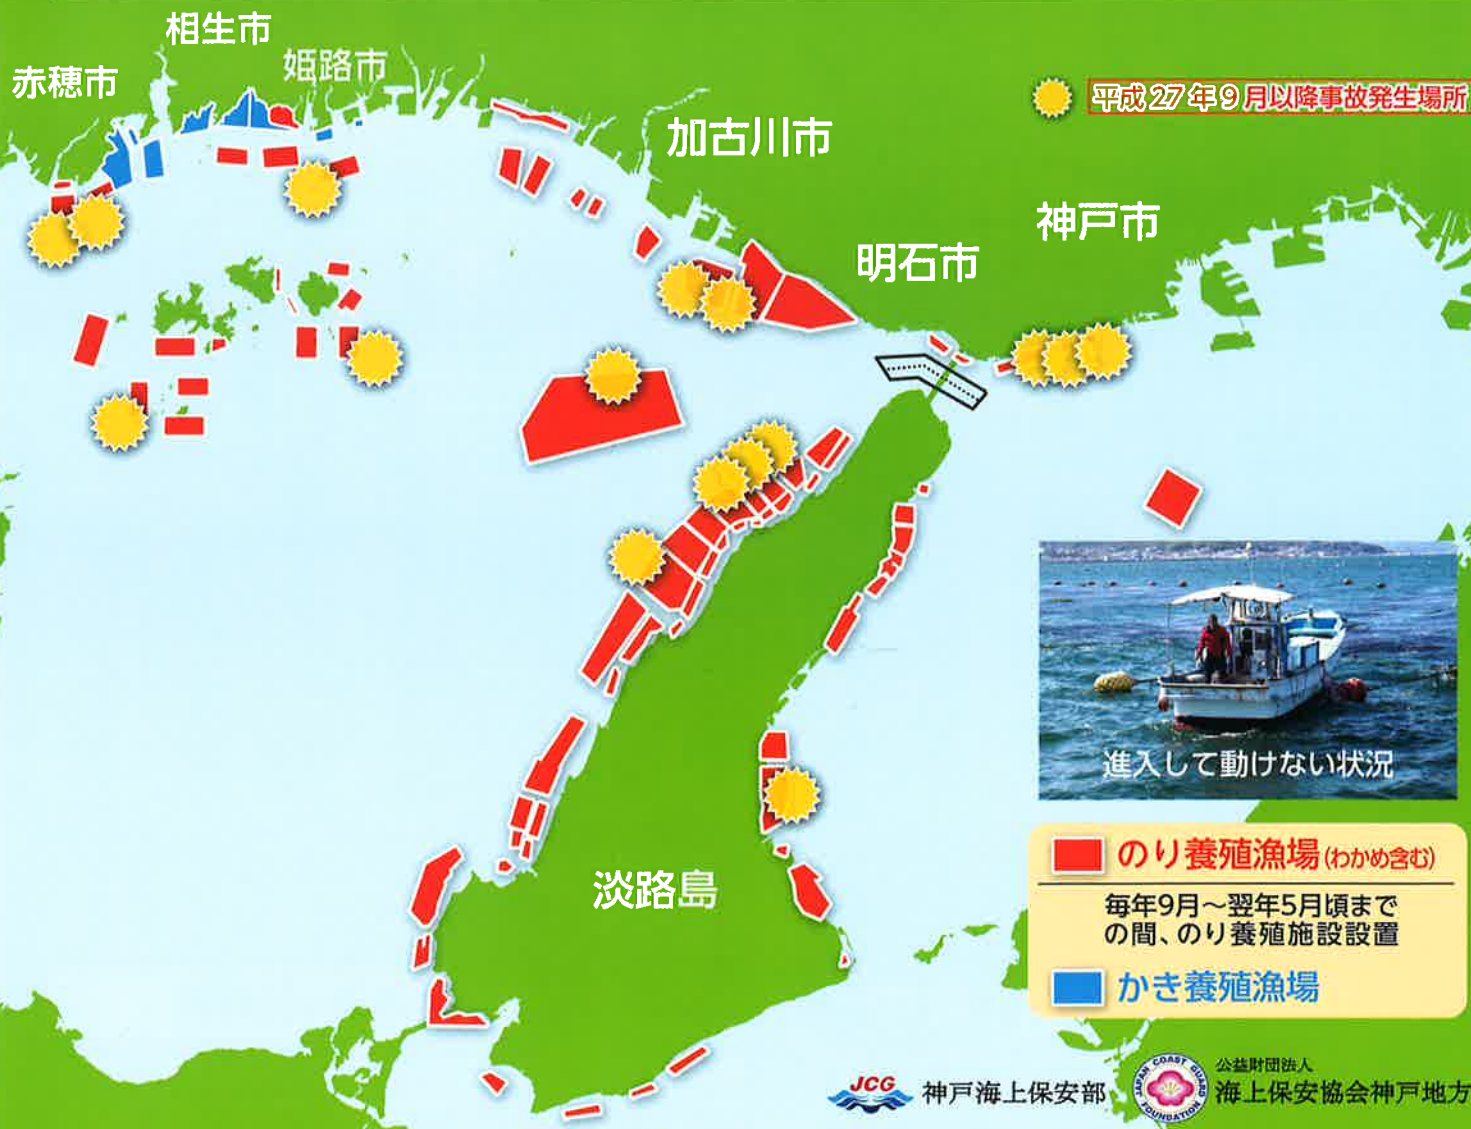 相生市
姫路市
赤穂市
平成27年9月以降事故発生場所
加古川市
神戸市
明石市
進入して動けない状況
淡路島
のり養殖漁場(わかめ含む)
毎年9月～翌年5月頃まで
の間、のり養殖施設設置
かき養殖漁場
JCG 神戸海上保安部
JAPAN COAST GUARD FOUNDATION
公益財団法人
海上保安協会神戸地方